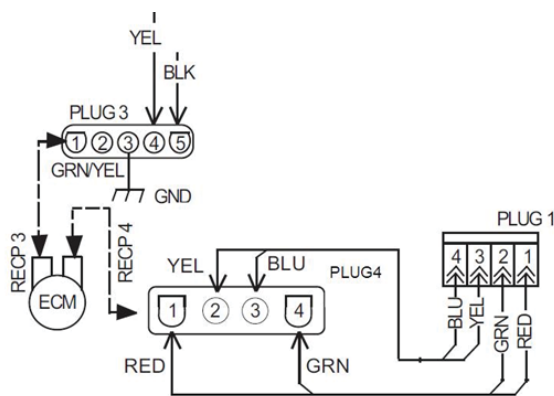 YEL
BLK
PLUG 3
1 2 3 4 5
GRN/YEL
GND
RECP 3
RECP 4
ECM
PLUG 1
4 3 2 1
YEL
BLU
PLUG4
1 2 3 4
BLU
YEL
GRN
RED
RED
GRN